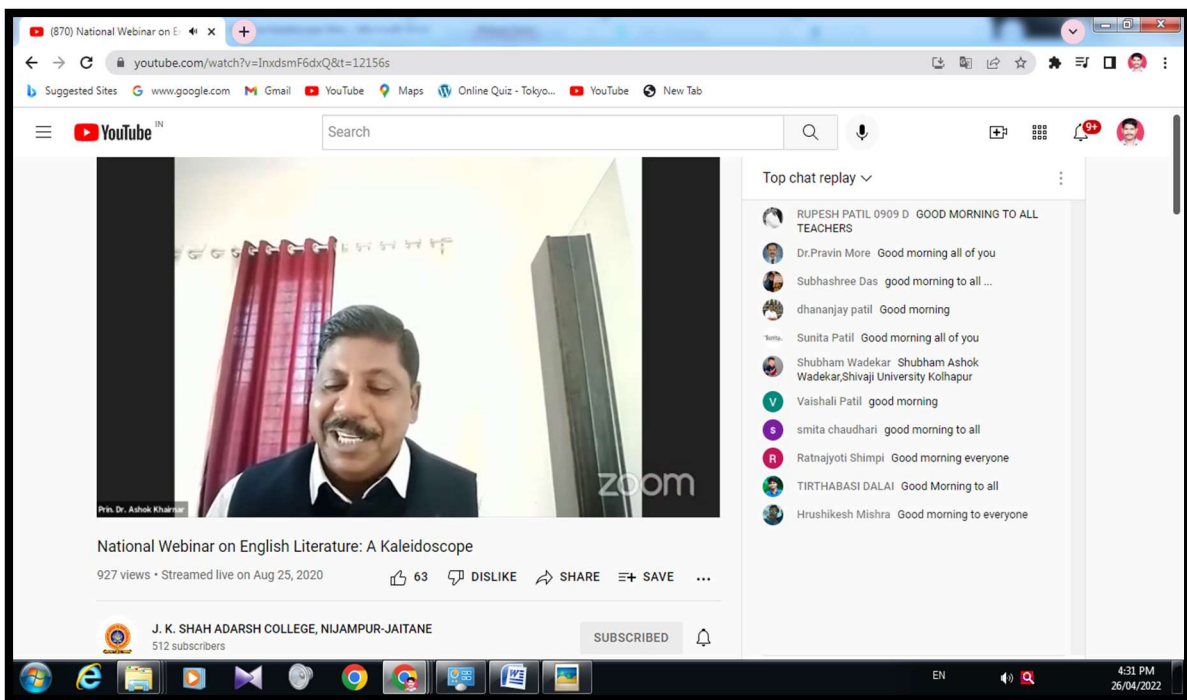 (870) National Webinar on E
youtube.com/watch?v=InxdsmF6dxQ&t=12156s
Suggested Sites www.google.com Gmail YouTube Maps Online Quiz - Tokyo... YouTube New Tab
YouTube IN Search 9+
Top chat replay
RUPESH PATIL 0909 D GOOD MORNING TO ALL
TEACHERS
Dr.Pravin More Good morning all of you
Subhashree Das good morning to all ...
dhananjay patil Good morning
Sunita Patil Good morning all of you
Shubham Wadekar Shubham Ashok
Wadekar,Shivaji University Kolhapur
V Vaishali Patil good morning
s smita chaudhari good morning to all
R Ratnajyoti Shimpi Good morning everyone
TIRTHABASI DALAI Good Morning to all
Hrushikesh Mishra Good morning to everyone
zoom
Prin. Dr. Ashok Khairnar
National Webinar on English Literature: A Kaleidoscope
927 views • Streamed live on Aug 25, 2020 63 DISLIKE SHARE SAVE ...
J. K. SHAH ADARSH COLLEGE, NIJAMPUR-JAITANE
512 subscribers
SUBSCRIBED
EN
4:31 PM
26/04/2022